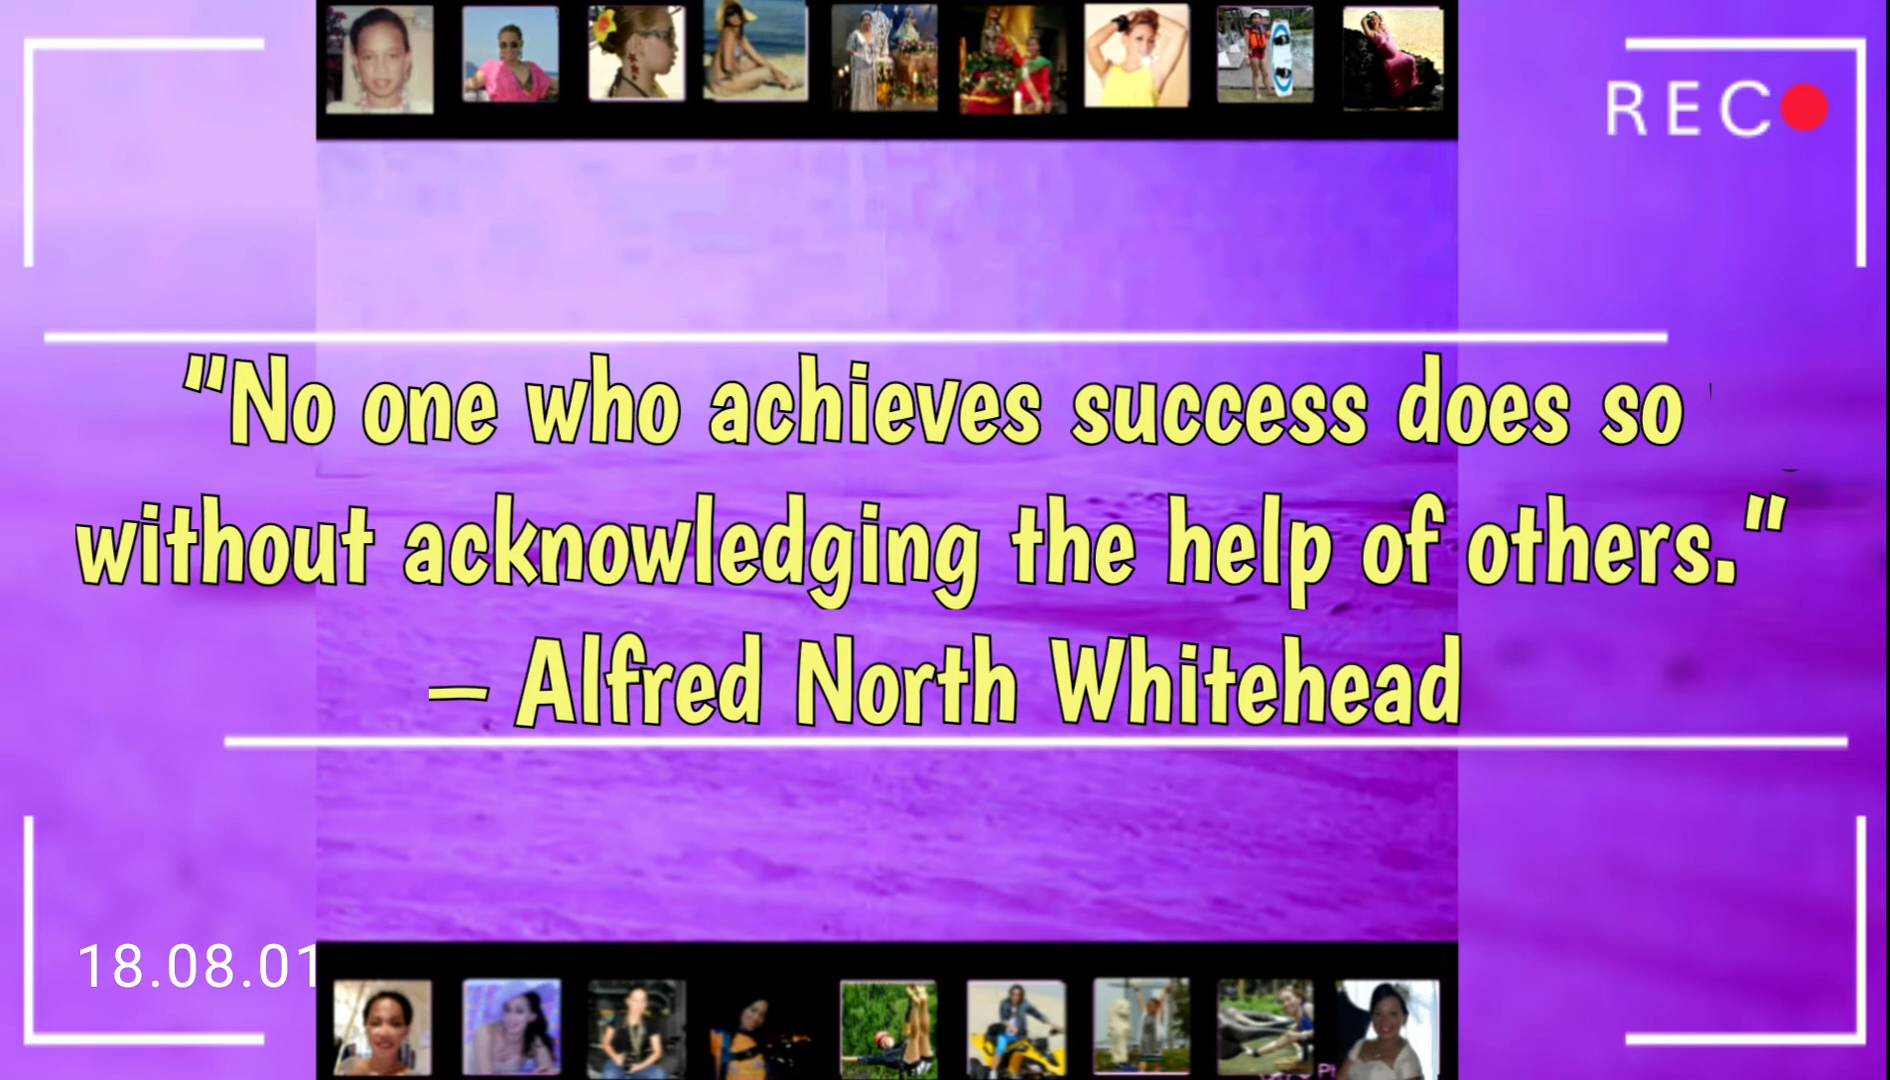 REC
"No one who achieves success does so
without acknowledging the help of others."
– Alfred North Whitehead
18.08.01